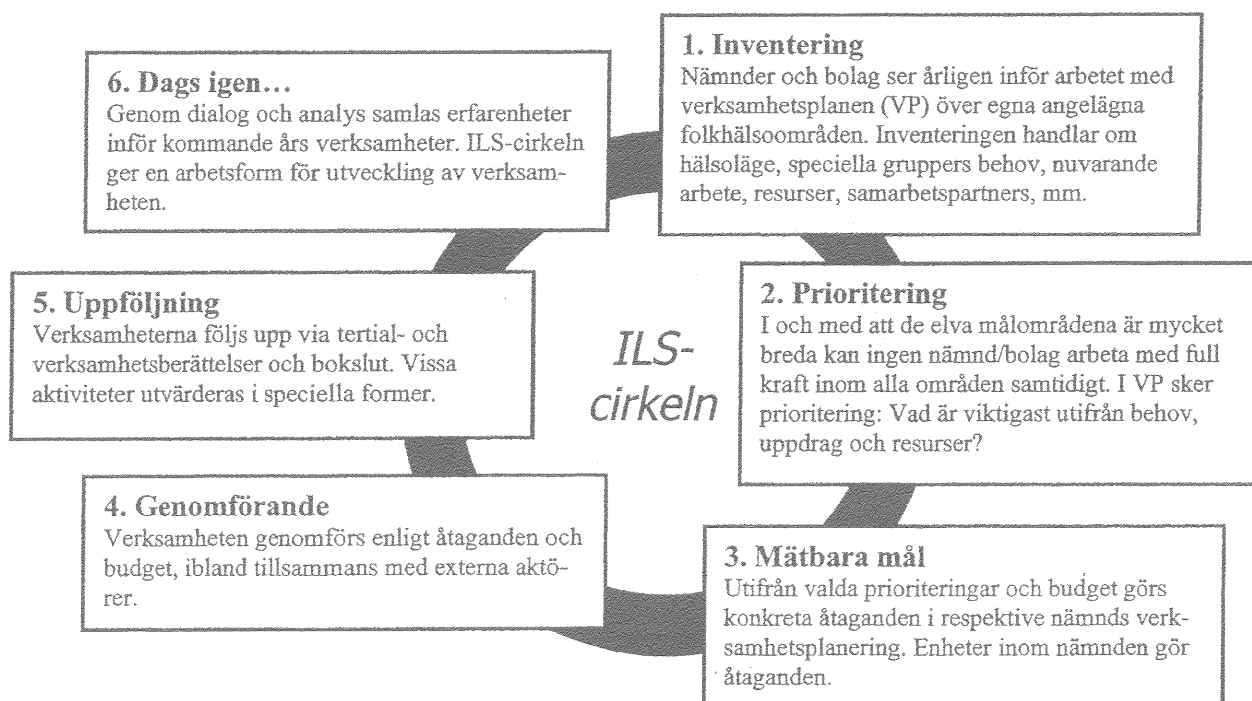 1. Inventering
Nämnder och bolag ser årligen inför arbetet med
verksamhetsplanen (VP) över egna angelägna
folkhälsoområden. Inventeringen handlar om
hälsoläge, speciella gruppers behov, nuvarande
arbete, resurser, samarbetspartners, mm.
2. Prioritering
I och med att de elva målområdena är mycket
breda kan ingen nämnd/bolag arbeta med full
kraft inom alla områden samtidigt. I VP sker
prioritering: Vad är viktigast utifrån behov,
uppdrag och resurser?
3. Mätbara mål
Utifrån valda prioriteringar och budget görs
konkreta åtaganden i respektive nämnds verk-
samhetsplanering. Enheter inom nämnden gör
åtaganden.
4. Genomförande
Verksamheten genomförs enligt åtaganden och
budget, ibland tillsammans med externa aktö-
rer.
5. Uppföljning
Verksamheterna följs upp via tertial- och
verksamhetsberättelser och bokslut. Vissa
aktiviteter utvärderas i speciella former.
6. Dags igen...
Genom dialog och analys samlas erfarenheter
inför kommande års verksamheter. ILS-cirkeln
ger en arbetsform för utveckling av verksam-
heten.
ILS-
cirkeln